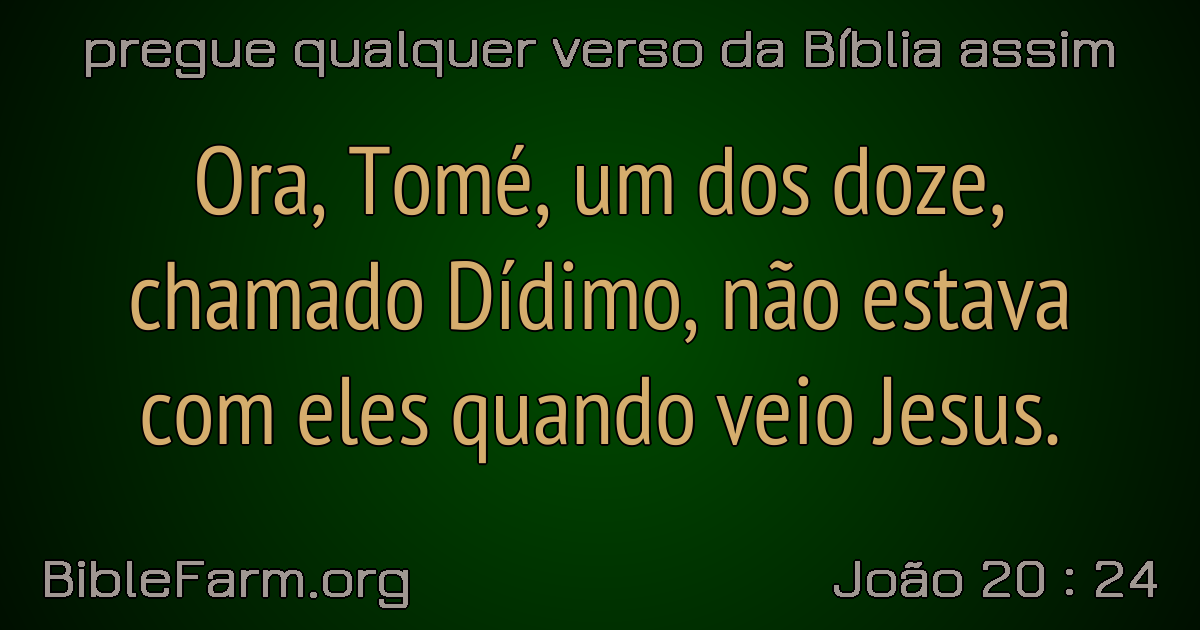 pregue qualquer verso da Bíblia assim
Ora, Tomé, um dos doze,
chamado Dídimo, não estava
com eles quando veio Jesus.
BibleFarm.org
João 20 : 24